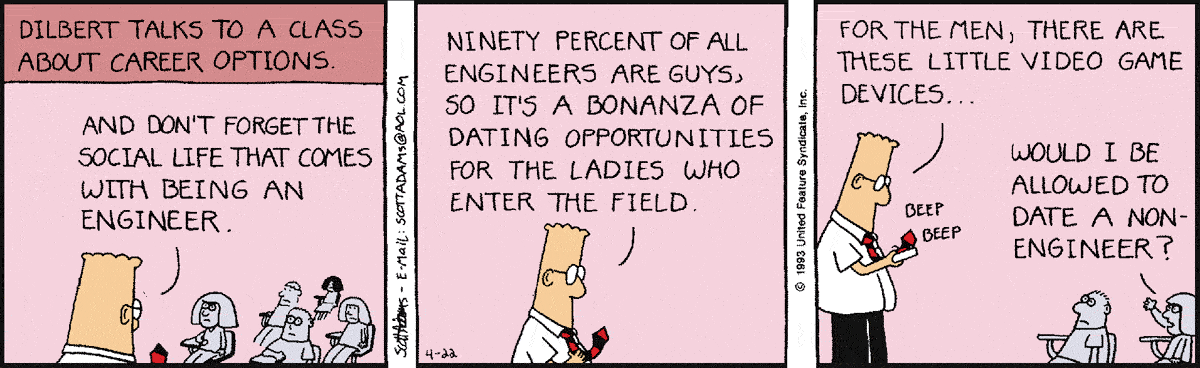 DILBERT TALKS TO A CLASS
ABOUT CAREER OPTIONS.
AND DON'T FORGET THE
SOCIAL LIFE THAT COMES
WITH BEING AN
ENGINEER.
Scott Adams - E-MAIL: SCOTTADAMS@AOL.COM
NINETY PERCENT OF ALL
ENGINEERS ARE GUYS,
SO IT'S A BONANZA OF
DATING OPPORTUNITIES
FOR THE LADIES WHO
ENTER THE FIELD.
4-22
© 1993 United Feature Syndicate, Inc.
FOR THE MEN, THERE ARE
THESE LITTLE VIDEO GAME
DEVICES...
BEEP
BEEP
WOULD I BE
ALLOWED TO
DATE A NON-
ENGINEER?